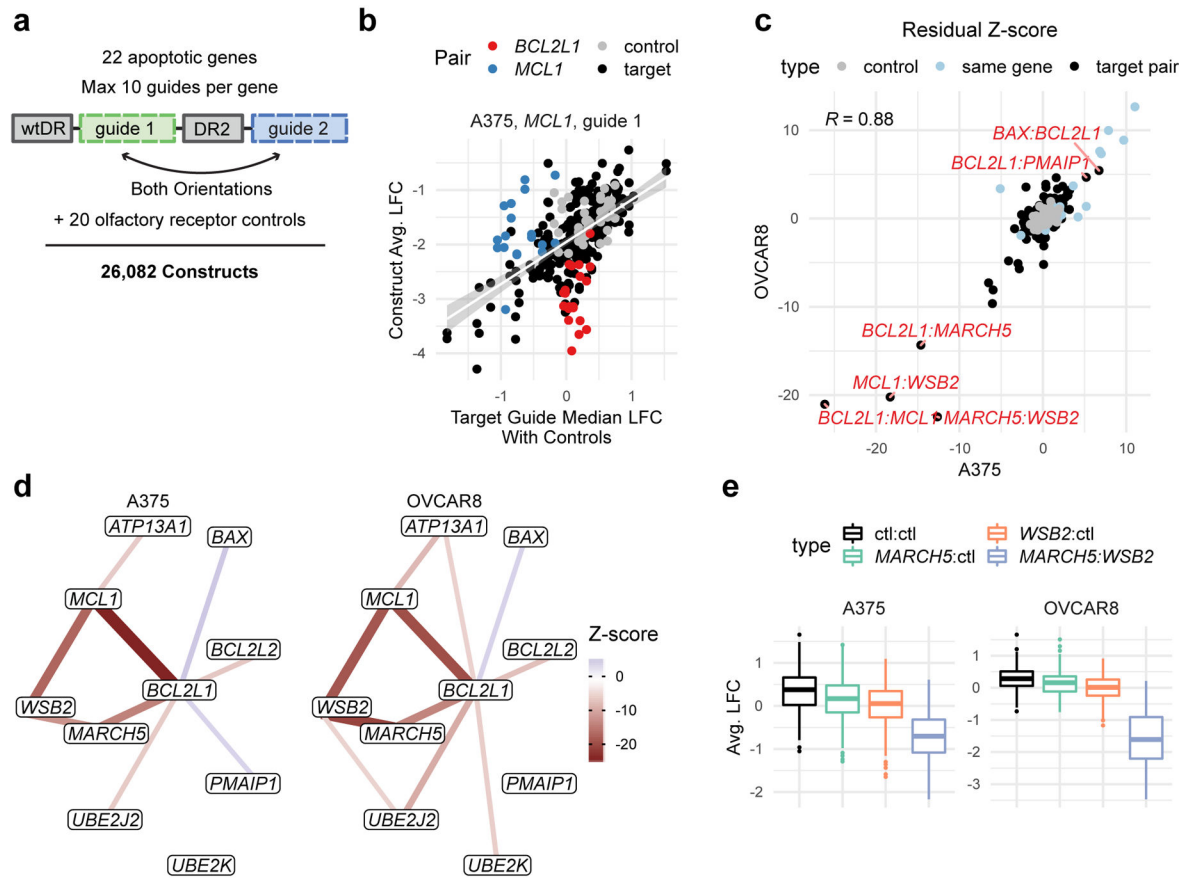 a
22 apoptotic genes
Max 10 guides per gene
wtDR guide 1 DR2 guide 2
Both Orientations
+ 20 olfactory receptor controls
26,082 Constructs
b
Pair
BCL2L1
MCL1
control
target
A375, MCL1, guide 1
Construct Avg. LFC
-1
-2
-3
-4
-1 0 1
Target Guide Median LFC
With Controls
c
Residual Z-score
type control same gene target pair
R = 0.88
BAX:BCL2L1
BCL2L1:PMAIP1
BCL2L1:MARCH5
MCL1:WSB2
BCL2L1:MCL1
MARCH5:WSB2
OVCAR8
10
0
-10
-20
-20 -10 0 10
A375
d
A375
ATP13A1
BAX
MCL1
BCL2L2
BCL2L1
WSB2
MARCH5
PMAIP1
UBE2J2
UBE2K
OVCAR8
ATP13A1
BAX
MCL1
BCL2L2
BCL2L1
WSB2
MARCH5
PMAIP1
UBE2J2
UBE2K
Z-score
0
-10
-20
e
type
ctl:ctl
MARCH5:ctl
WSB2:ctl
MARCH5:WSB2
Avg. LFC
A375
1
0
-1
-2
OVCAR8
1
0
-1
-2
-3